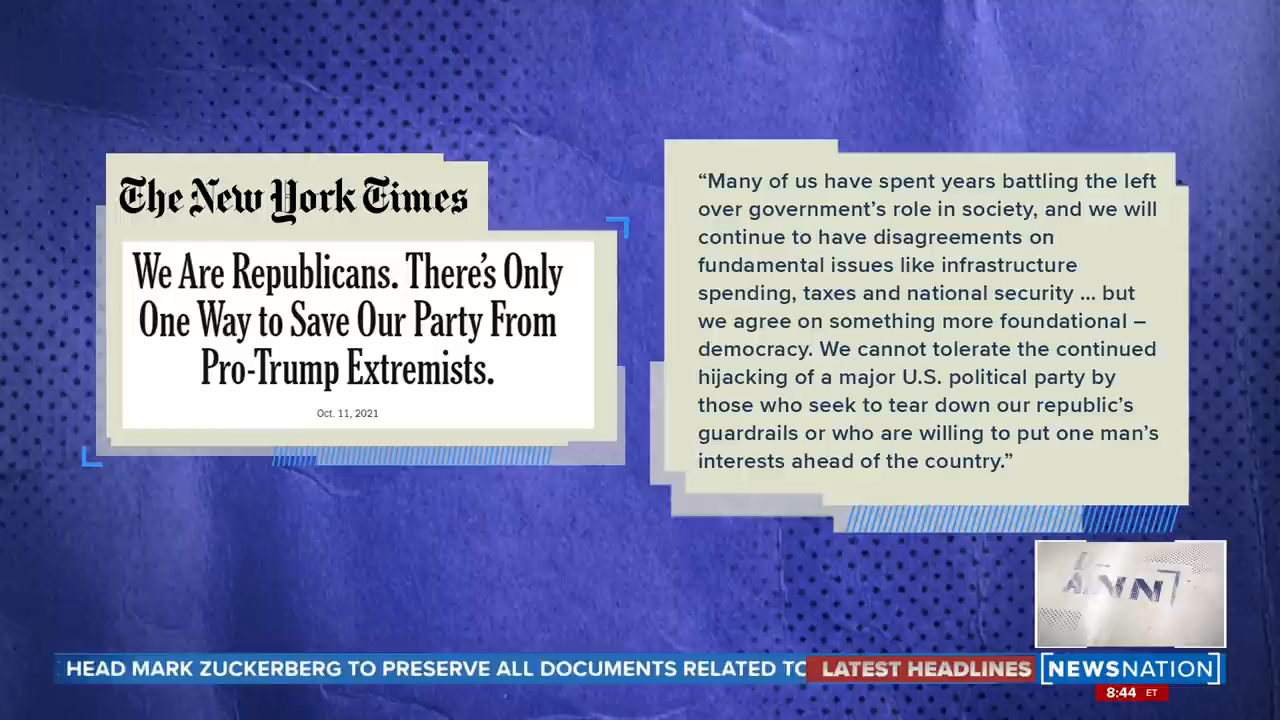 The New York Times
We Are Republicans. There's Only
One Way to Save Our Party From
Pro-Trump Extremists.
Oct. 11, 2021
“Many of us have spent years battling the left
over government’s role in society, and we will
continue to have disagreements on
fundamental issues like infrastructure
spending, taxes and national security ... but
we agree on something more foundational –
democracy. We cannot tolerate the continued
hijacking of a major U.S. political party by
those who seek to tear down our republic’s
guardrails or who are willing to put one man’s
interests ahead of the country.”
HEAD MARK ZUCKERBERG TO PRESERVE ALL DOCUMENTS RELATED TO
LATEST HEADLINES
NEWSNATION
8:44 ET